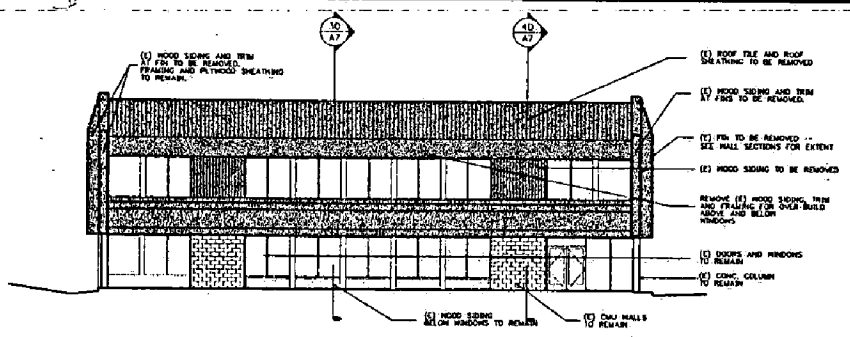 3D
A7
4D
A7
(E) WOOD SIDING AND TRIM
AT FIN TO BE REMOVED.
FRAMING AND PLYWOOD SHEATHING
TO REMAIN.
(E) ROOF TILE AND ROOF
SHEATHING TO BE REMOVED
(E) WOOD SIDING AND TRIM
AT FINS TO BE REMOVED.
(E) FIN TO BE REMOVED --
SEE WALL SECTIONS FOR EXTENT
(E) WOOD SIDING TO BE REMOVED
REMOVE (E) WOOD SIDING, TRIM
AND FRAMING FOR OVER-BUILD
ABOVE AND BELOW
WINDOWS
(E) DOORS AND WINDOWS
TO REMAIN
(E) CONC. COLUMN
TO REMAIN
(E) WOOD SIDING
BELOW WINDOWS TO REMAIN
(E) CMU WALLS
TO REMAIN